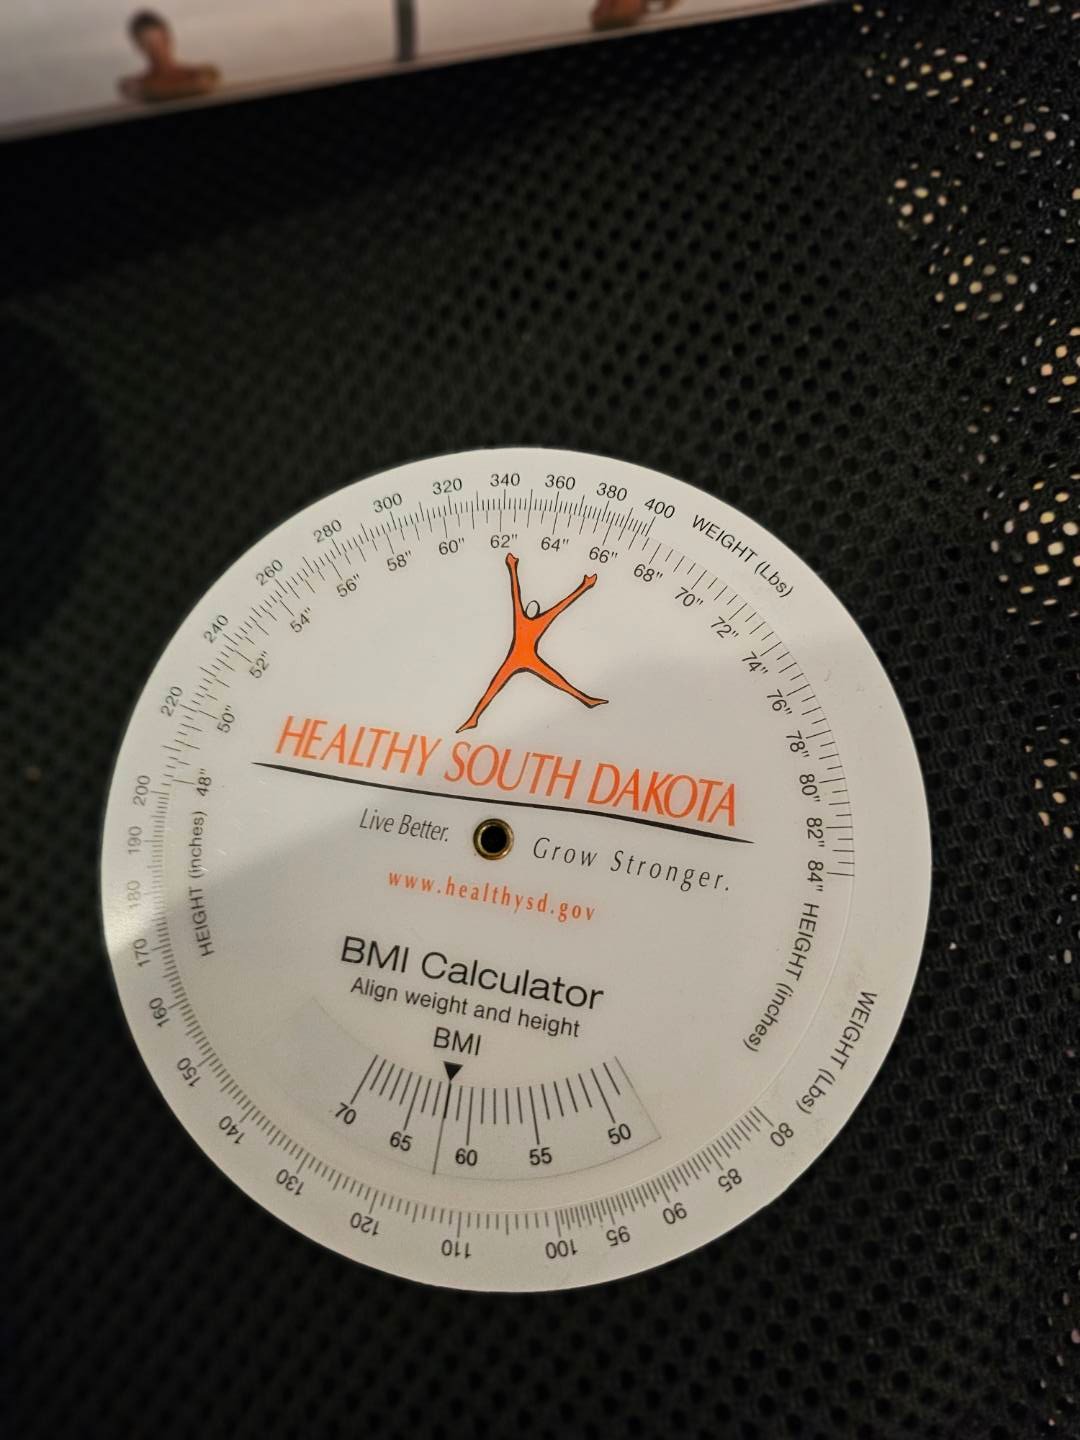 WEIGHT (Lbs)
200 220 240 260 280 300 320 340 360 380 400
48" 50" 52" 54" 56" 58" 60" 62" 64" 66" 68" 70" 72" 74" 76" 78" 80" 82" 84"
HEIGHT (inches)
HEIGHT (inches)
HEALTHY SOUTH DAKOTA
Live Better. Grow Stronger.
www.healthysd.gov
BMI Calculator
Align weight and height
BMI
70 65 60 55 50
WEIGHT (Lbs)
80 85 90 95 100 110 120 130 140 150 160 170 180 190